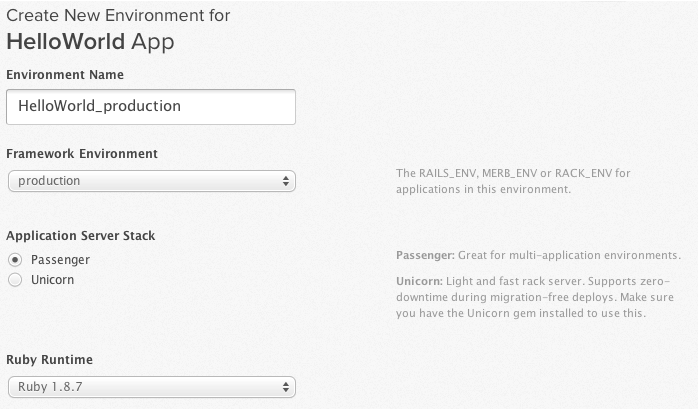 Create New Environment for
HelloWorld App
Environment Name
HelloWorld_production
Framework Environment
production
The RAILS_ENV, MERB_ENV or RACK_ENV for
applications in this environment.
Application Server Stack
Passenger
Unicorn
Passenger: Great for multi-application environments.
Unicorn: Light and fast rack server. Supports zero-
downtime during migration-free deploys. Make sure
you have the Unicorn gem installed to use this.
Ruby Runtime
Ruby 1.8.7